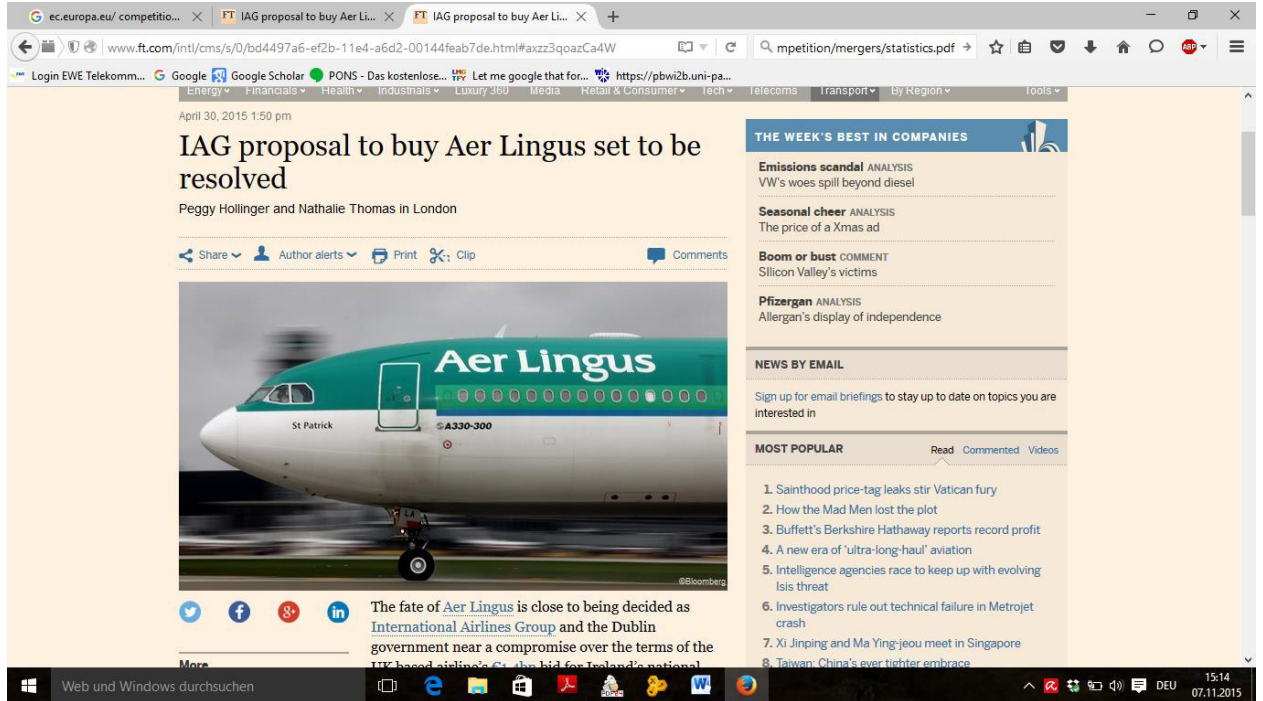 ec.europa.eu/ competitio...
IAG proposal to buy Aer Li...
IAG proposal to buy Aer Li...
www.ft.com/intl/cms/s/0/bd4497a6-ef2b-11e4-a6d2-00144feab7de.html#axzz3qoazCa4W
mpetition/mergers/statistics.pdf
ABP
Login EWE Telekomm...
Google
Google Scholar
PONS - Das kostenlose...
Let me google that for...
https://pbwi2b.uni-pa...
Energy Financials Health Industrials Luxury 360 Media Retail & Consumer Tech Telecoms Transport By Region Tools
April 30, 2015 1:50 pm
IAG proposal to buy Aer Lingus set to be
resolved
Peggy Hollinger and Nathalie Thomas in London
Share Author alerts Print Clip Comments
Aer Lingus
St Patrick
A330-300
LA
©Bloomberg
The fate of Aer Lingus is close to being decided as
International Airlines Group and the Dublin
government near a compromise over the terms of the
UK based airline's €1.4bn bid for Ireland's national
More
THE WEEK'S BEST IN COMPANIES
Emissions scandal ANALYSIS
VW's woes spill beyond diesel
Seasonal cheer ANALYSIS
The price of a Xmas ad
Boom or bust COMMENT
SIlicon Valley's victims
Pfizergan ANALYSIS
Allergan's display of independence
NEWS BY EMAIL
Sign up for email briefings to stay up to date on topics you are
interested in
MOST POPULAR Read Commented Videos
1. Sainthood price-tag leaks stir Vatican fury
2. How the Mad Men lost the plot
3. Buffett's Berkshire Hathaway reports record profit
4. A new era of 'ultra-long-haul' aviation
5. Intelligence agencies race to keep up with evolving
Isis threat
6. Investigators rule out technical failure in Metrojet
crash
7. Xi Jinping and Ma Ying-jeou meet in Singapore
8. Taiwan: China's ever tighter embrace
Web und Windows durchsuchen
DEU
15:14
07.11.2015